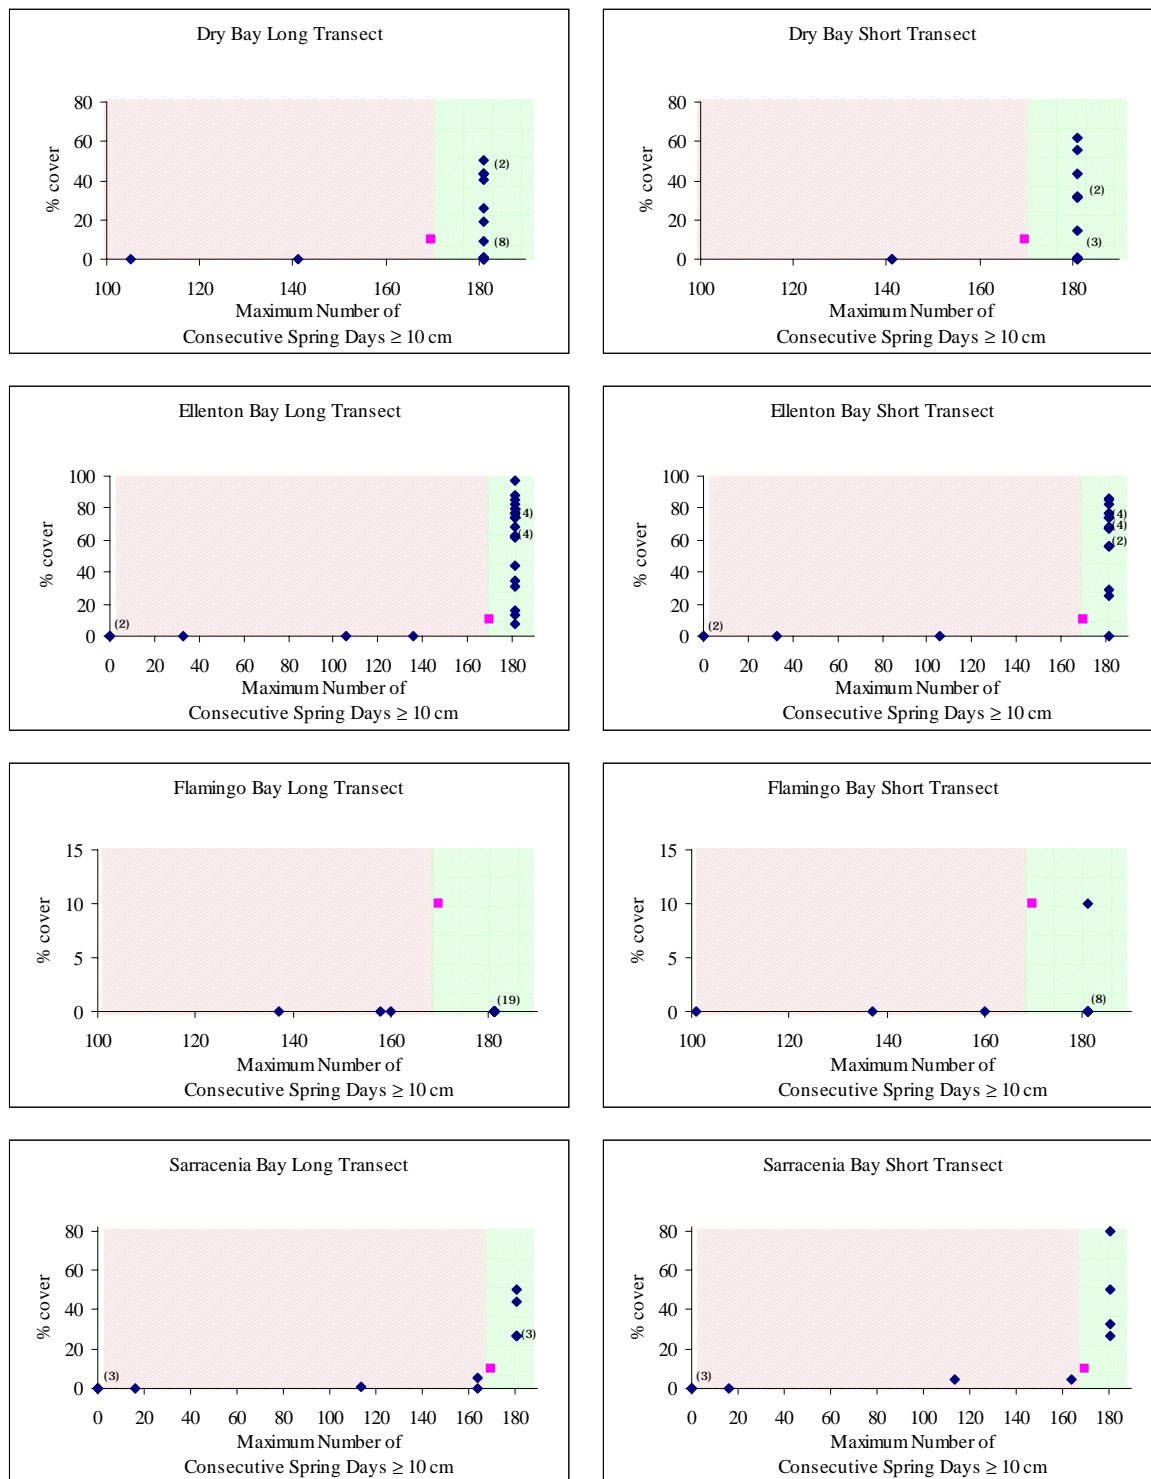 Dry Bay Long Transect
80
60
40
20
0
% cover
(2)
(8)
100 120 140 160 180
Maximum Number of
Consecutive Spring Days ≥ 10 cm
Dry Bay Short Transect
80
60
40
20
0
% cover
(2)
(3)
100 120 140 160 180
Maximum Number of
Consecutive Spring Days ≥ 10 cm
Ellenton Bay Long Transect
100
80
60
40
20
0
% cover
(4)
(4)
(2)
0 20 40 60 80 100 120 140 160 180
Maximum Number of
Consecutive Spring Days ≥ 10 cm
Ellenton Bay Short Transect
100
80
60
40
20
0
% cover
(4)
(4)
(2)
(2)
0 20 40 60 80 100 120 140 160 180
Maximum Number of
Consecutive Spring Days ≥ 10 cm
Flamingo Bay Long Transect
15
10
5
0
% cover
(19)
100 120 140 160 180
Maximum Number of
Consecutive Spring Days ≥ 10 cm
Flamingo Bay Short Transect
15
10
5
0
% cover
(8)
100 120 140 160 180
Maximum Number of
Consecutive Spring Days ≥ 10 cm
Sarracenia Bay Long Transect
80
60
40
20
0
% cover
(3)
(3)
0 20 40 60 80 100 120 140 160 180
Maximum Number of
Consecutive Spring Days ≥ 10 cm
Sarracenia Bay Short Transect
80
60
40
20
0
% cover
(3)
0 20 40 60 80 100 120 140 160 180
Maximum Number of
Consecutive Spring Days ≥ 10 cm